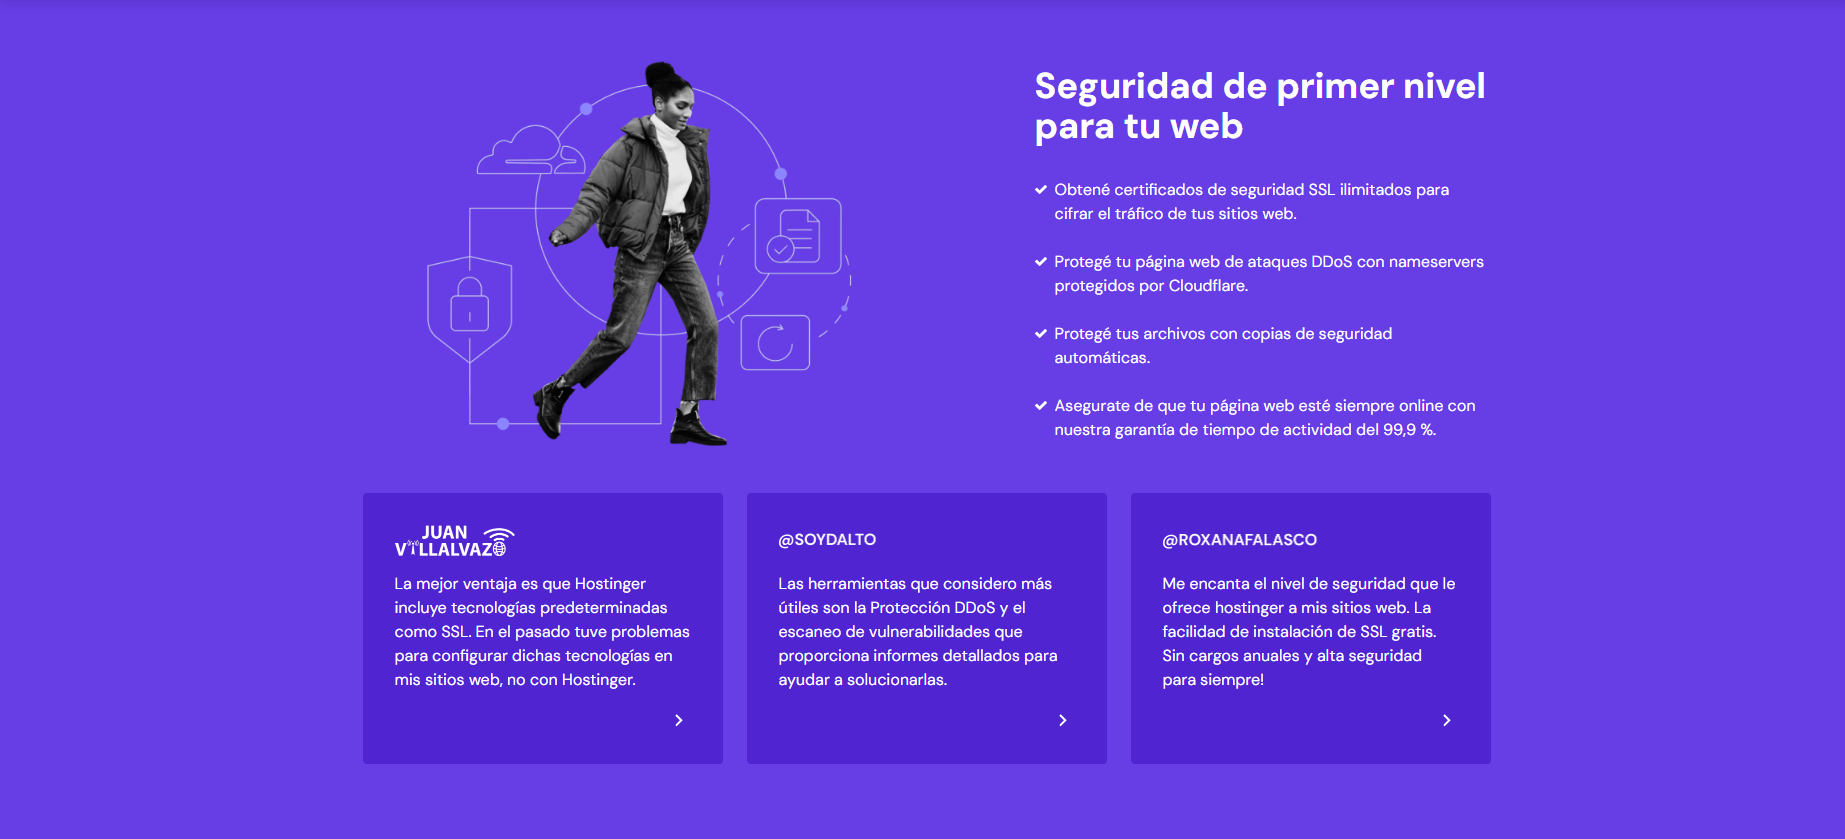 Seguridad de primer nivel
para tu web
Obtené certificados de seguridad SSL ilimitados para
cifrar el tráfico de tus sitios web.
Protegé tu página web de ataques DDoS con nameservers
protegidos por Cloudflare.
Protegé tus archivos con copias de seguridad
automáticas.
Asegurate de que tu página web esté siempre online con
nuestra garantía de tiempo de actividad del 99,9 %.
JUAN
VILLALVAZO
La mejor ventaja es que Hostinger
incluye tecnologías predeterminadas
como SSL. En el pasado tuve problemas
para configurar dichas tecnologías en
mis sitios web, no con Hostinger.
@SOYDALTO
Las herramientas que considero más
útiles son la Protección DDoS y el
escaneo de vulnerabilidades que
proporciona informes detallados para
ayudar a solucionarlas.
@ROXANAFALASCO
Me encanta el nivel de seguridad que le
ofrece hostinger a mis sitios web. La
facilidad de instalación de SSL gratis.
Sin cargos anuales y alta seguridad
para siempre!